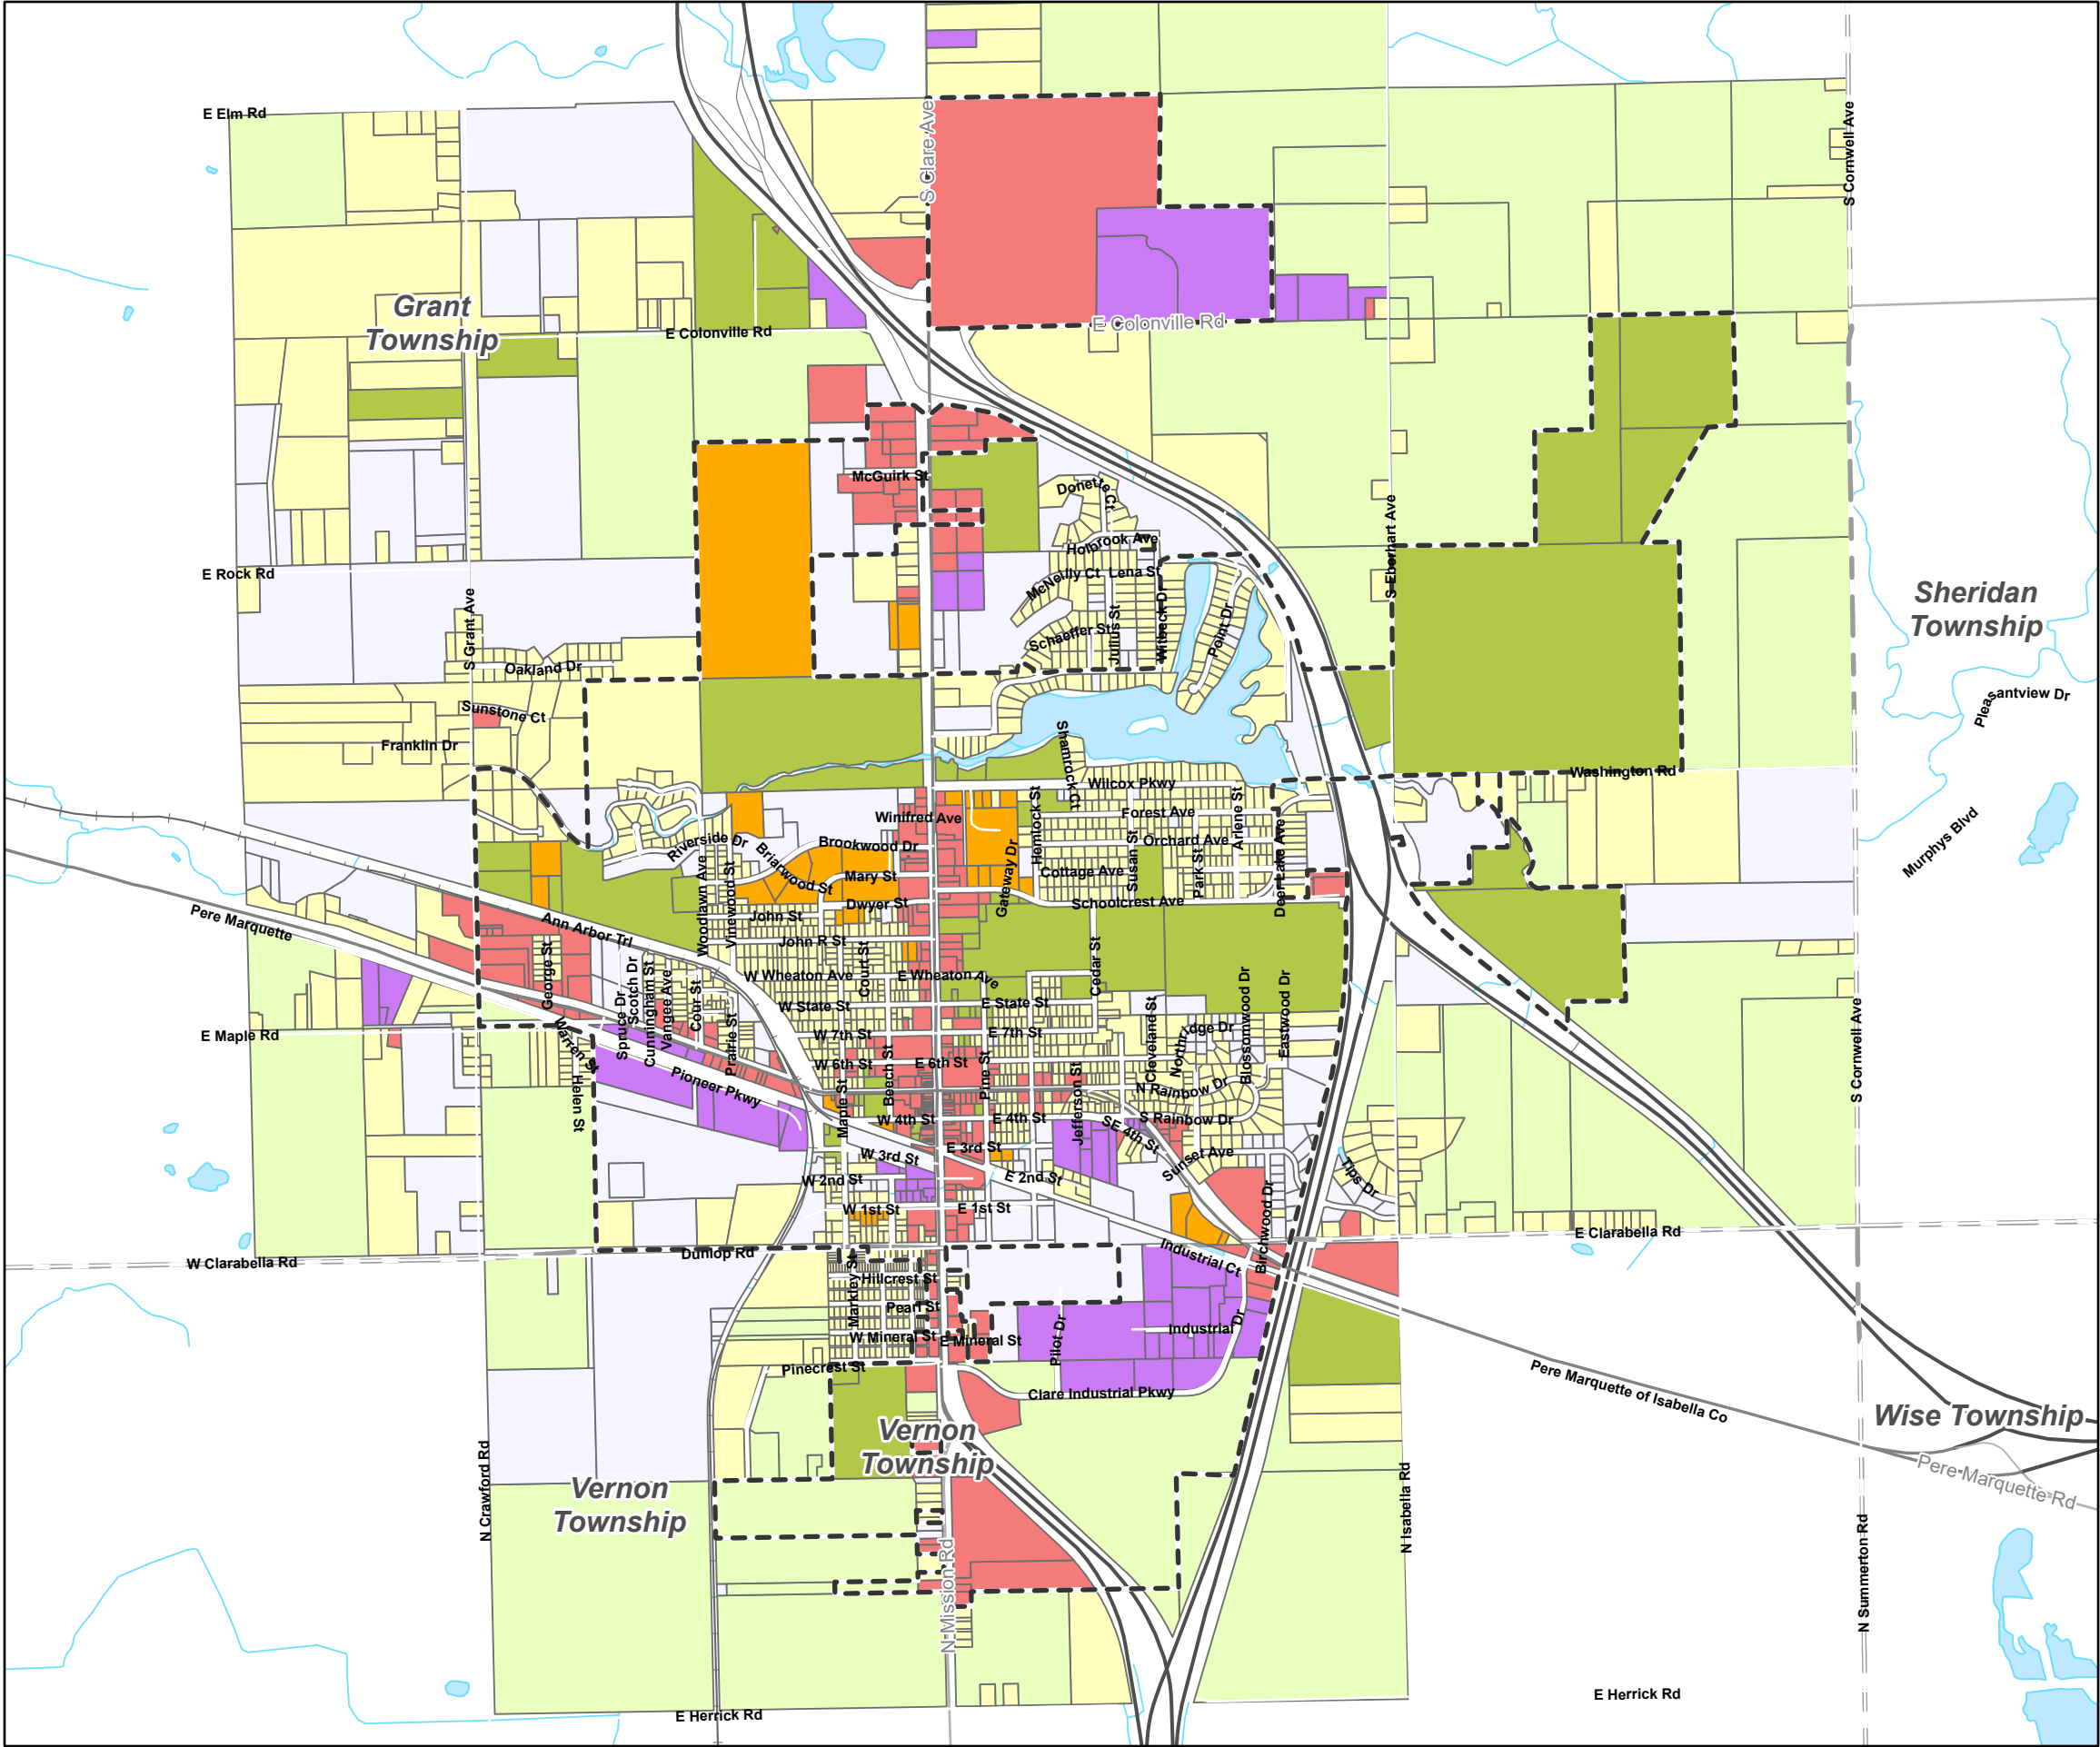 E Elm Rd
S Clare Ave
S Cornwell Ave
Grant
Township
E Colonville Rd
E Colonville Rd
McGuirk St
Donette Ct
Holbrook Ave
S Eberhart Ave
E Rock Rd
McNeilly Ct
Lena St
S Grant Ave
Schaeffer St
Julius St
Witbeck Dr
Point Dr
Sheridan
Township
Oakland Dr
Pleasantview Dr
Sunstone Ct
Franklin Dr
Shamrock Ct
Washington Rd
Wilcox Pkwy
Winifred Ave
Hemlock St
Forest Ave
Arlene St
Murphys Blvd
Riverside Dr
Brookwood Dr
Orchard Ave
Deer Lake Ave
Briarwood St
Mary St
Gateway Dr
Cottage Ave
Susan St
Park St
Woodlawn Ave
Vinewood St
Dwyer St
Schoolcrest Ave
Pere Marquette
Ann Arbor Trl
John St
John R St
George St
Scotch Dr
Spruce Dr
Cunningham St
Vangee Ave
Cour St
Prairie St
W Wheaton Ave
Court St
E Wheaton Ave
Cedar St
W State St
E State St
Blossomwood Dr
Eastwood Dr
E Maple Rd
Warren St
Helen St
W 7th St
E 7th St
Cleveland St
Northridge Dr
S Cornwell Ave
W 6th St
E 6th St
Beech St
Pine St
Pioneer Pkwy
Maple St
Jefferson St
N Rainbow Dr
W 4th St
E 4th St
S Rainbow Dr
SE 4th St
W 3rd St
E 3rd St
Sunset Ave
Tips Dr
W 2nd St
E 2nd St
W 1st St
E 1st St
Birchwood Dr
E Clarabella Rd
W Clarabella Rd
Dunlop Rd
Industrial Ct
Markley St
Hillcrest St
Pearl St
W Mineral St
E Mineral St
Pilot Dr
Industrial Dr
Pinecrest St
Clare Industrial Pkwy
Pere Marquette of Isabella Co
Wise Township
Vernon
Township
Pere Marquette Rd
Vernon
Township
N Crawford Rd
N Isabella Rd
N Mission Rd
N Summerton Rd
E Herrick Rd
E Herrick Rd